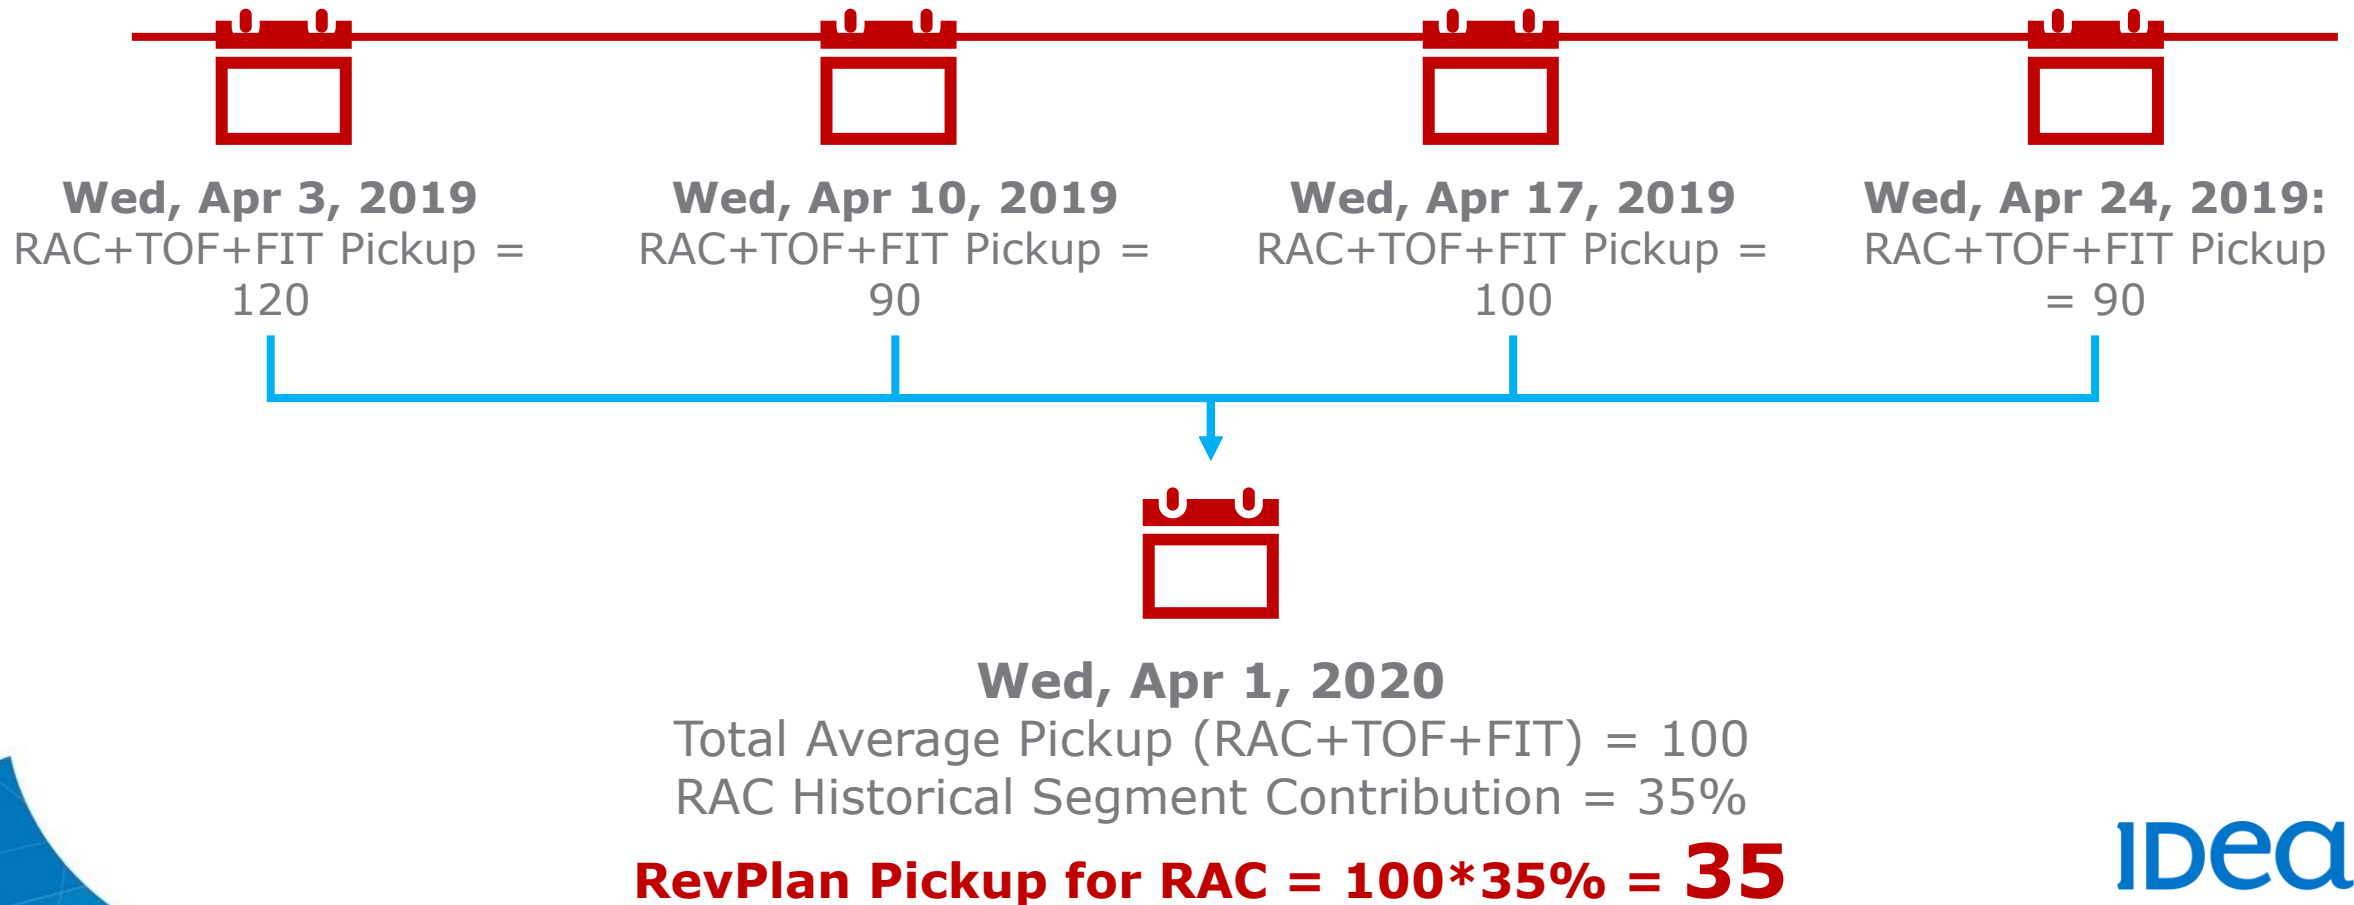 Wed, Apr 3, 2019
RAC+TOF+FIT Pickup =
120
Wed, Apr 10, 2019
RAC+TOF+FIT Pickup =
90
Wed, Apr 17, 2019
RAC+TOF+FIT Pickup =
100
Wed, Apr 24, 2019:
RAC+TOF+FIT Pickup
= 90
Wed, Apr 1, 2020
Total Average Pickup (RAC+TOF+FIT) = 100
RAC Historical Segment Contribution = 35%
RevPlan Pickup for RAC = 100*35% = 35
IDea